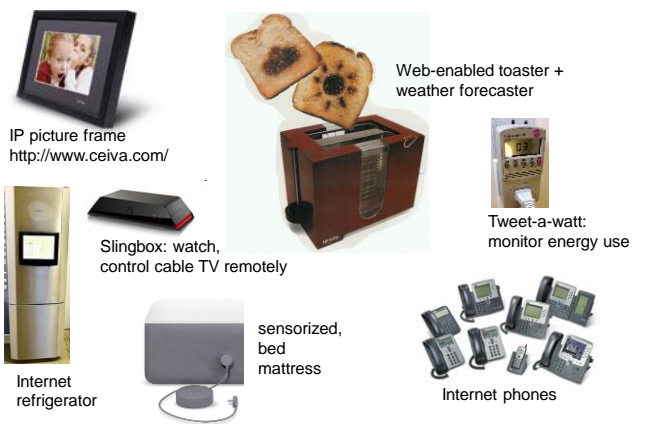 Web-enabled toaster +
weather forecaster
IP picture frame
http://www.ceiva.com/
Tweet-a-watt:
monitor energy use
Slingbox: watch,
control cable TV remotely
sensorized,
bed
mattress
Internet
refrigerator
Internet phones